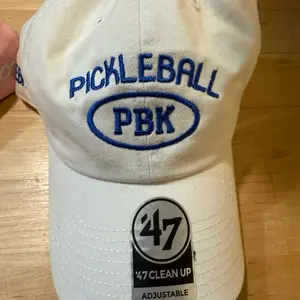 PICKLEBALL
PBK
'47
'47 CLEAN UP
ADJUSTABLE